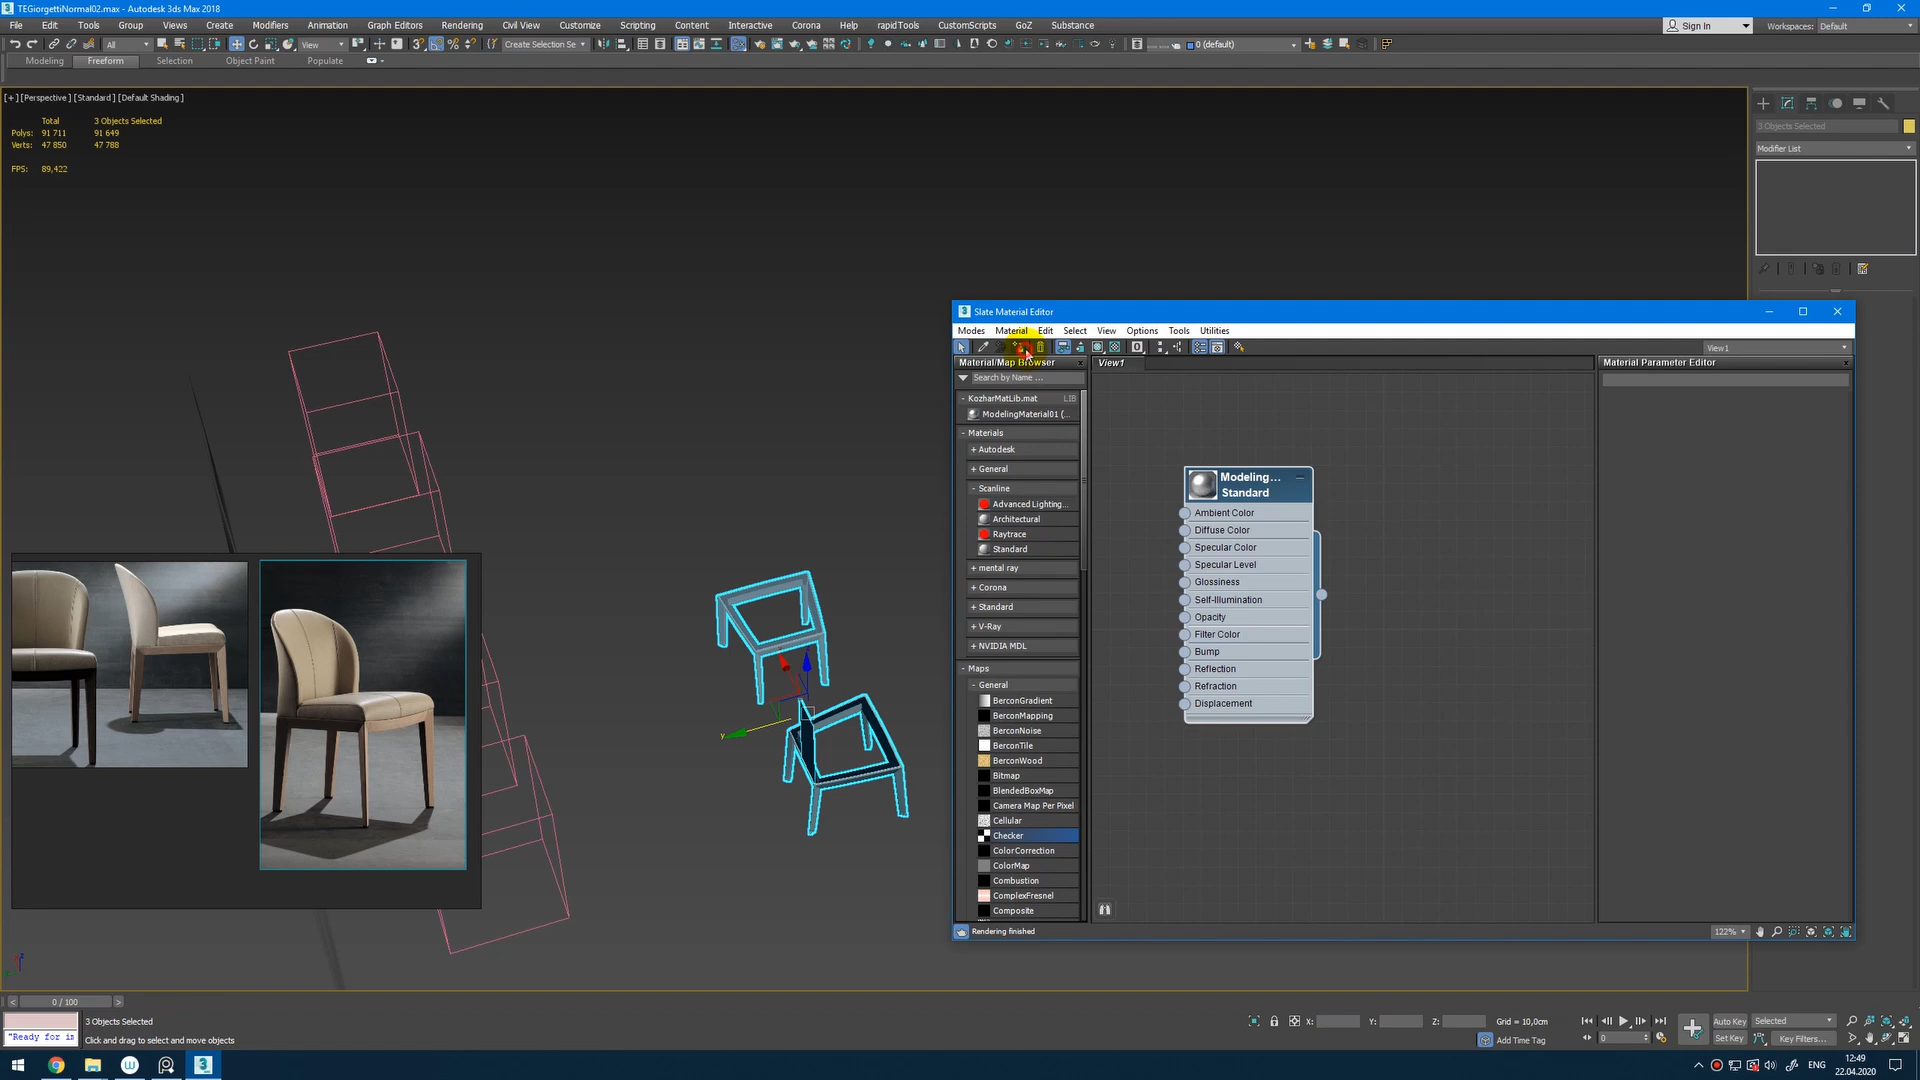 TEGiorgettiNormal02.max - Autodesk 3ds Max 2018
File Edit Tools Group Views Create Modifiers Animation Graph Editors Rendering Civil View Customize Scripting Content Interactive Corona Help rapidTools CustomScripts GoZ Substance
Sign In
Workspaces: Default
All
View
Create Selection Se
0 (default)
Modeling Freeform Selection Object Paint Populate
[+] [Perspective] [Standard] [Default Shading]
Total 3 Objects Selected
Polys: 91 711 91 649
Verts: 47 850 47 788
FPS: 89,422
3 Objects Selected
Modifier List
Slate Material Editor
Modes Material Edit Select View Options Tools Utilities
View1
Material/Map Browser
View1
Material Parameter Editor
Search by Name ...
- KozharMatLib.mat LIB
ModelingMaterial01 (...
- Materials
+ Autodesk
+ General
- Scanline
Advanced Lighting...
Architectural
Raytrace
Standard
+ mental ray
+ Corona
+ Standard
+ V-Ray
+ NVIDIA MDL
- Maps
- General
BerconGradient
BerconMapping
BerconNoise
BerconTile
BerconWood
Bitmap
BlendedBoxMap
Camera Map Per Pixel
Cellular
Checker
ColorCorrection
ColorMap
Combustion
ComplexFresnel
Composite
Modeling...
Standard
Ambient Color
Diffuse Color
Specular Color
Specular Level
Glossiness
Self-Illumination
Opacity
Filter Color
Bump
Reflection
Refraction
Displacement
Rendering finished
122%
y
0 / 100
"Ready for in
3 Objects Selected
Click and drag to select and move objects
X: Y: Z: Grid = 10,0cm
Add Time Tag
Auto Key Selected
Set Key Key Filters...
0
ENG
12:49
22.04.2020